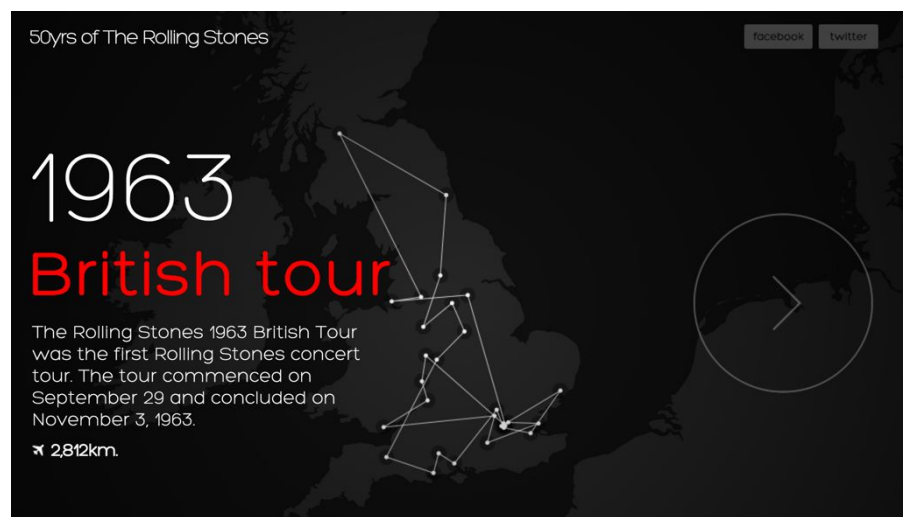 50yrs of The Rolling Stones
facebook
twitter
1963
British tour
The Rolling Stones 1963 British Tour
was the first Rolling Stones concert
tour. The tour commenced on
September 29 and concluded on
November 3, 1963.
2,812km.